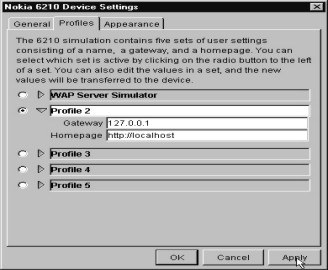 Nokia 6210 Device Settings
General Profiles Appearance
The 6210 simulation contains five sets of user settings
consisting of a name, a gateway, and a homepage. You can
select which set is active by clicking on the radio button to the left
of a set. You can also edit the values in a set, and the new
values will be transferred to the device.
WAP Server Simulator
Profile 2
Gateway 127.0.0.1
Homepage http://localhost
Profile 3
Profile 4
Profile 5
OK Cancel Apply